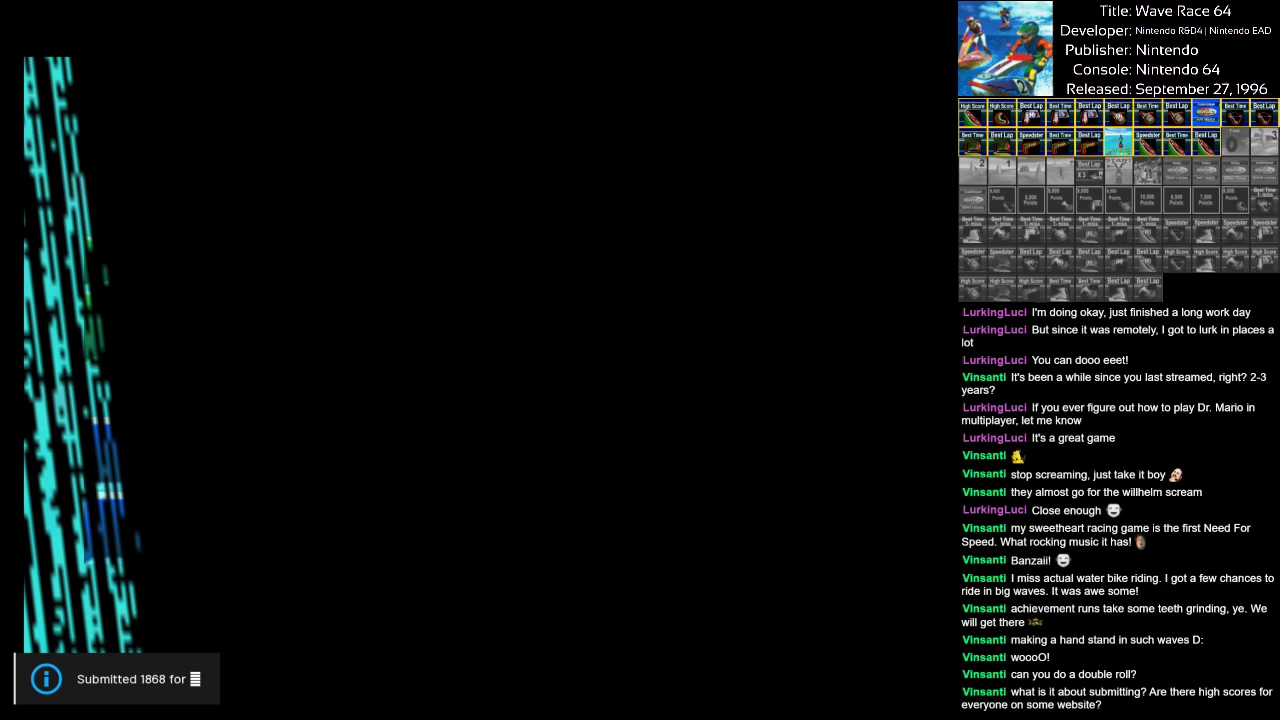 Title: Wave Race 64
Developer: Nintendo R&D4 | Nintendo EAD
Publisher: Nintendo
Console: Nintendo 64
Released: September 27, 1996
LurkingLuci I'm doing okay, just finished a long work day
LurkingLuci But since it was remotely, I got to lurk in places a
lot
LurkingLuci You can dooo eeet!
Vinsanti It's been a while since you last streamed, right? 2-3
years?
LurkingLuci If you ever figure out how to play Dr. Mario in
multiplayer, let me know
LurkingLuci It's a great game
Vinsanti
Vinsanti stop screaming, just take it boy
Vinsanti they almost go for the willhelm scream
LurkingLuci Close enough
Vinsanti my sweetheart racing game is the first Need For
Speed. What rocking music it has!
Vinsanti Banzaii!
Vinsanti I miss actual water bike riding. I got a few chances to
ride in big waves. It was awe some!
Vinsanti achievement runs take some teeth grinding, ye. We
will get there
Vinsanti making a hand stand in such waves D:
Vinsanti woooO!
Vinsanti can you do a double roll?
Vinsanti what is it about submitting? Are there high scores for
everyone on some website?
Submitted 1868 for